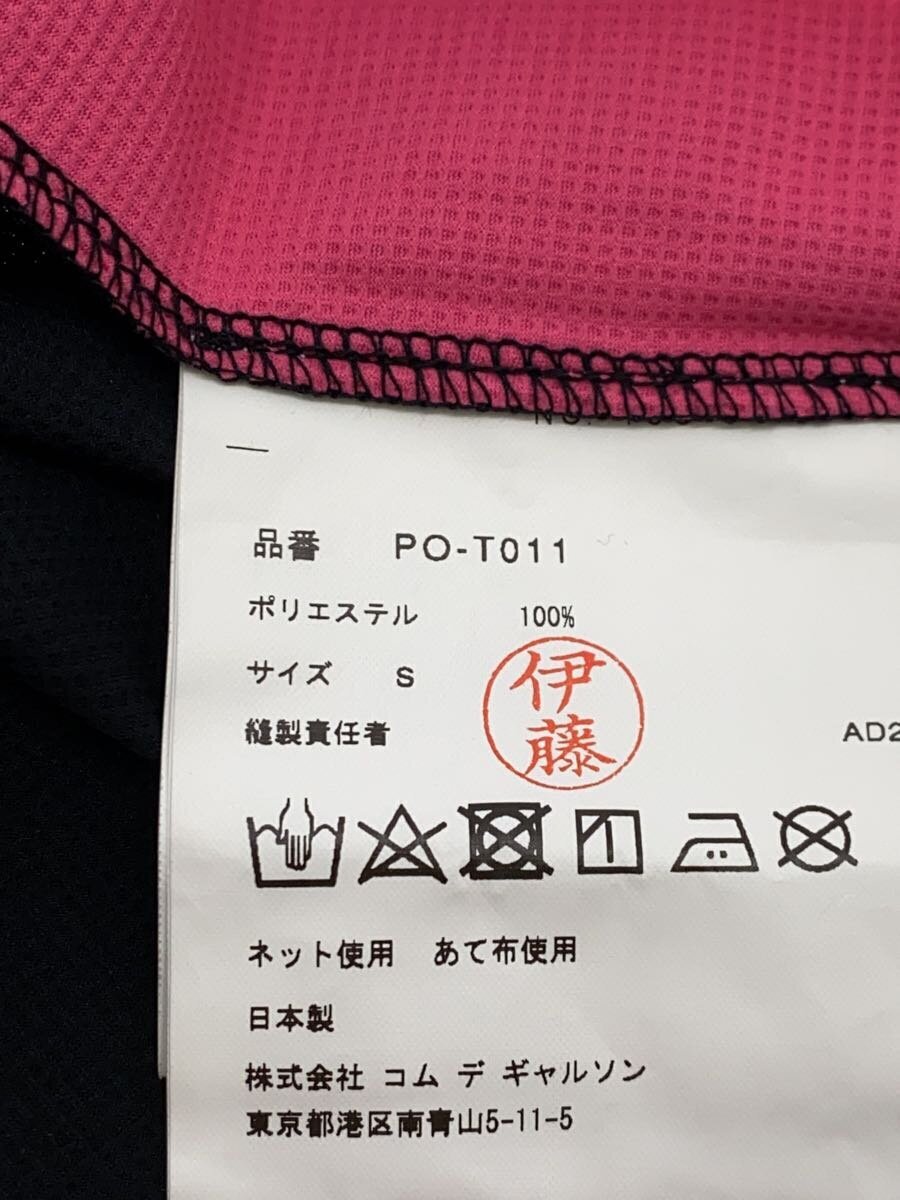 品番 PO-T011
ポリエステル 100%
サイズ S
伊藤
縫製責任者 AD2
ネット使用 あて布使用
日本製
株式会社 コム デ ギャルソン
東京都港区南青山5-11-5